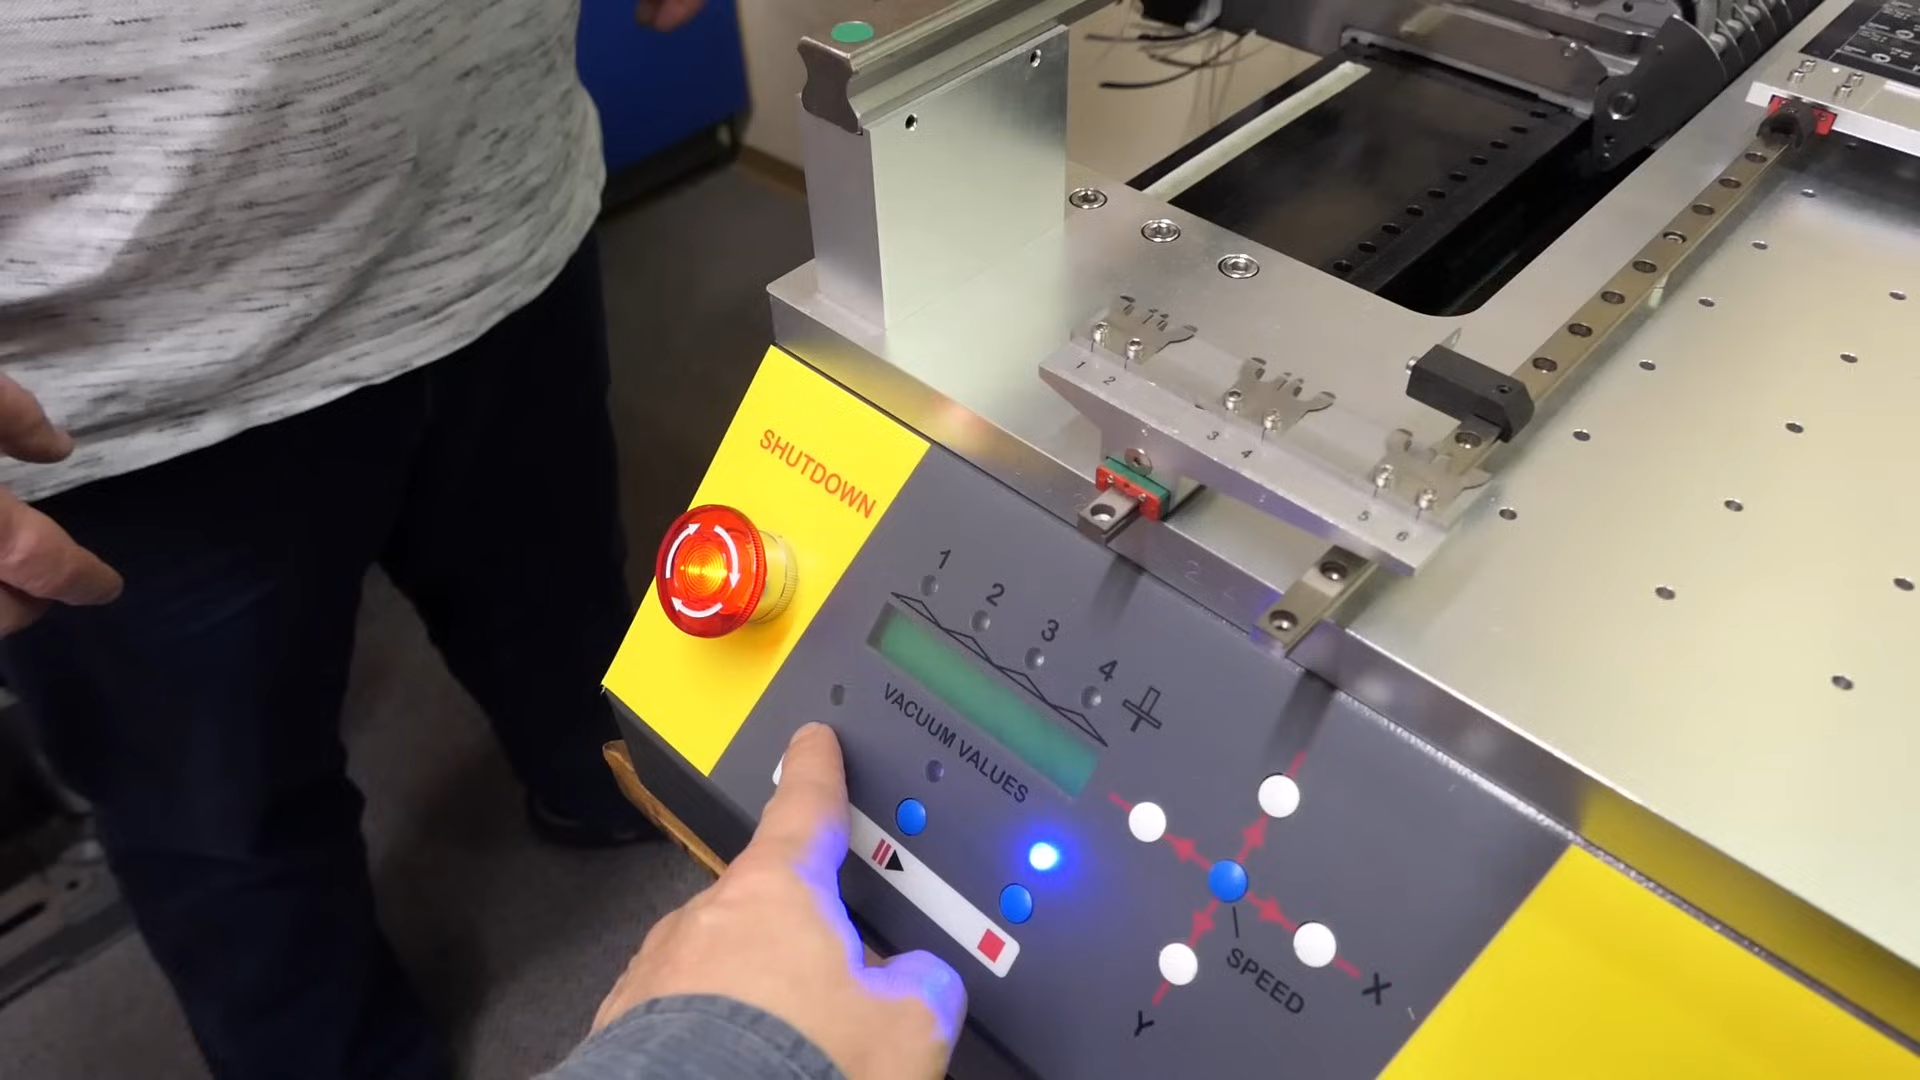 SHUTDOWN
1 2
3 4
5 6
1
2
3
4
VACUUM VALUES
SPEED
X
Y